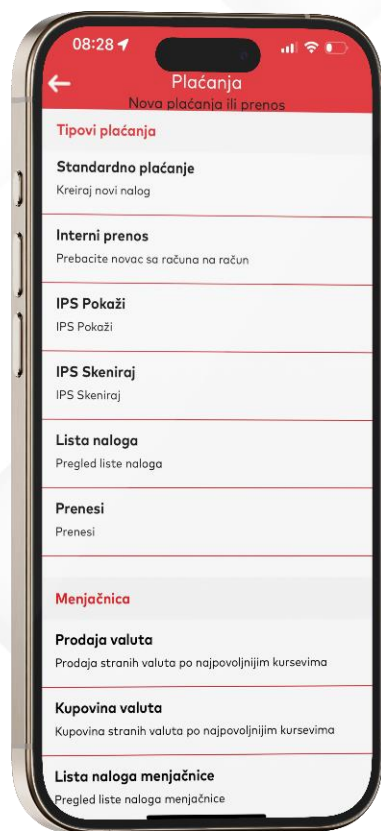 08:28
Plaćanja
Nova plaćanja ili prenos
Tipovi plaćanja
Standardno plaćanje
Kreiraj novi nalog
Interni prenos
Prebacite novac sa računa na račun
IPS Pokaži
IPS Pokaži
IPS Skeniraj
IPS Skeniraj
Lista naloga
Pregled liste naloga
Prenesi
Prenesi
Menjačnica
Prodaja valuta
Prodaja stranih valuta po najpovoljnijim kursevima
Kupovina valuta
Kupovina stranih valuta po najpovoljnijim kursevima
Lista naloga menjačnice
Pregled liste naloga menjačnice